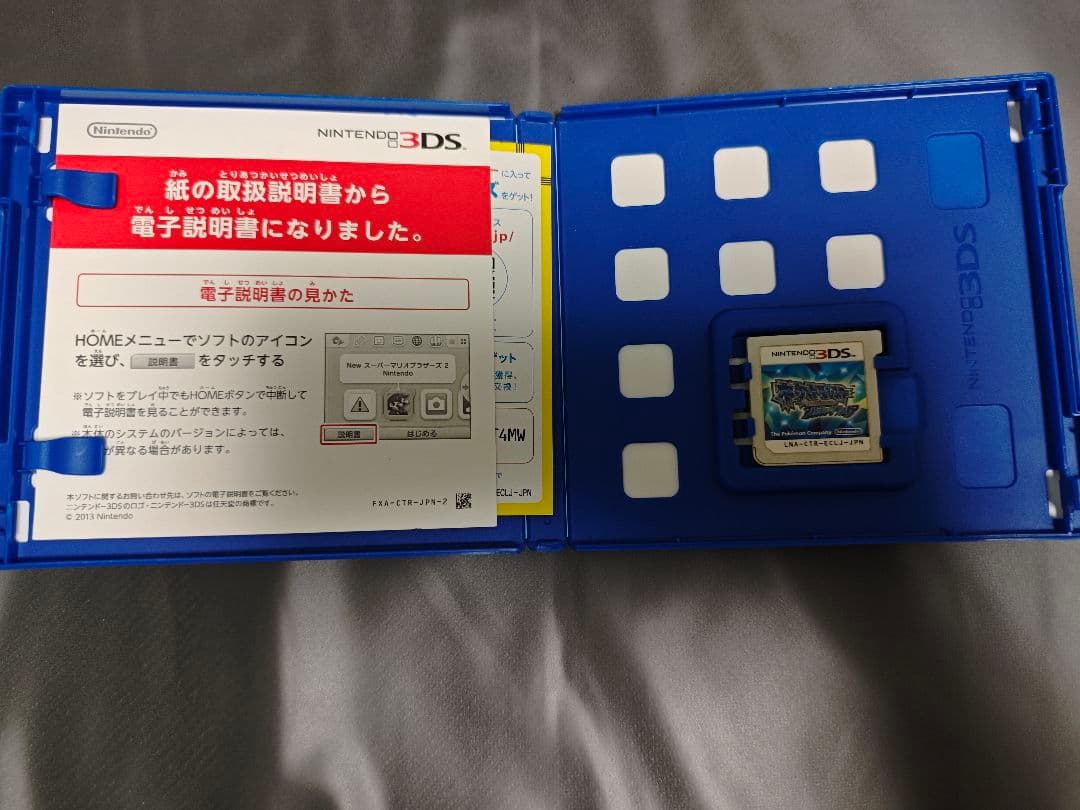 Nintendo
NINTENDO 3DS
紙の取扱説明書から
電子説明書になりました。
電子説明書の見かた
HOMEメニューでソフトのアイコン
を選び、 説明書 をタッチする
※ソフトをプレイ中でもHOMEボタンで中断して
電子説明書を見ることができます。
※本体のシステムのバージョンによっては、
が異なる場合があります。
New スーパーマリオブラザーズ 2
Nintendo
説明書
はじめる
本ソフトに関するお問い合わせ先は、ソフトの電子説明書をご覧ください。
ニンテンドー3DSのロゴ・ニンテンドー3DSは任天堂の商標です。
© 2013 Nintendo
FXA-CTR-JPN-2
に入って
をゲット!
jp/
ット
獲得、
交換!
T4MW
ECLJ-JPN
NINTENDO 3DS
The Pokémon Company
Nintendo
LNA-CTR-ECLJ-JPN
NINTENDO 3DS